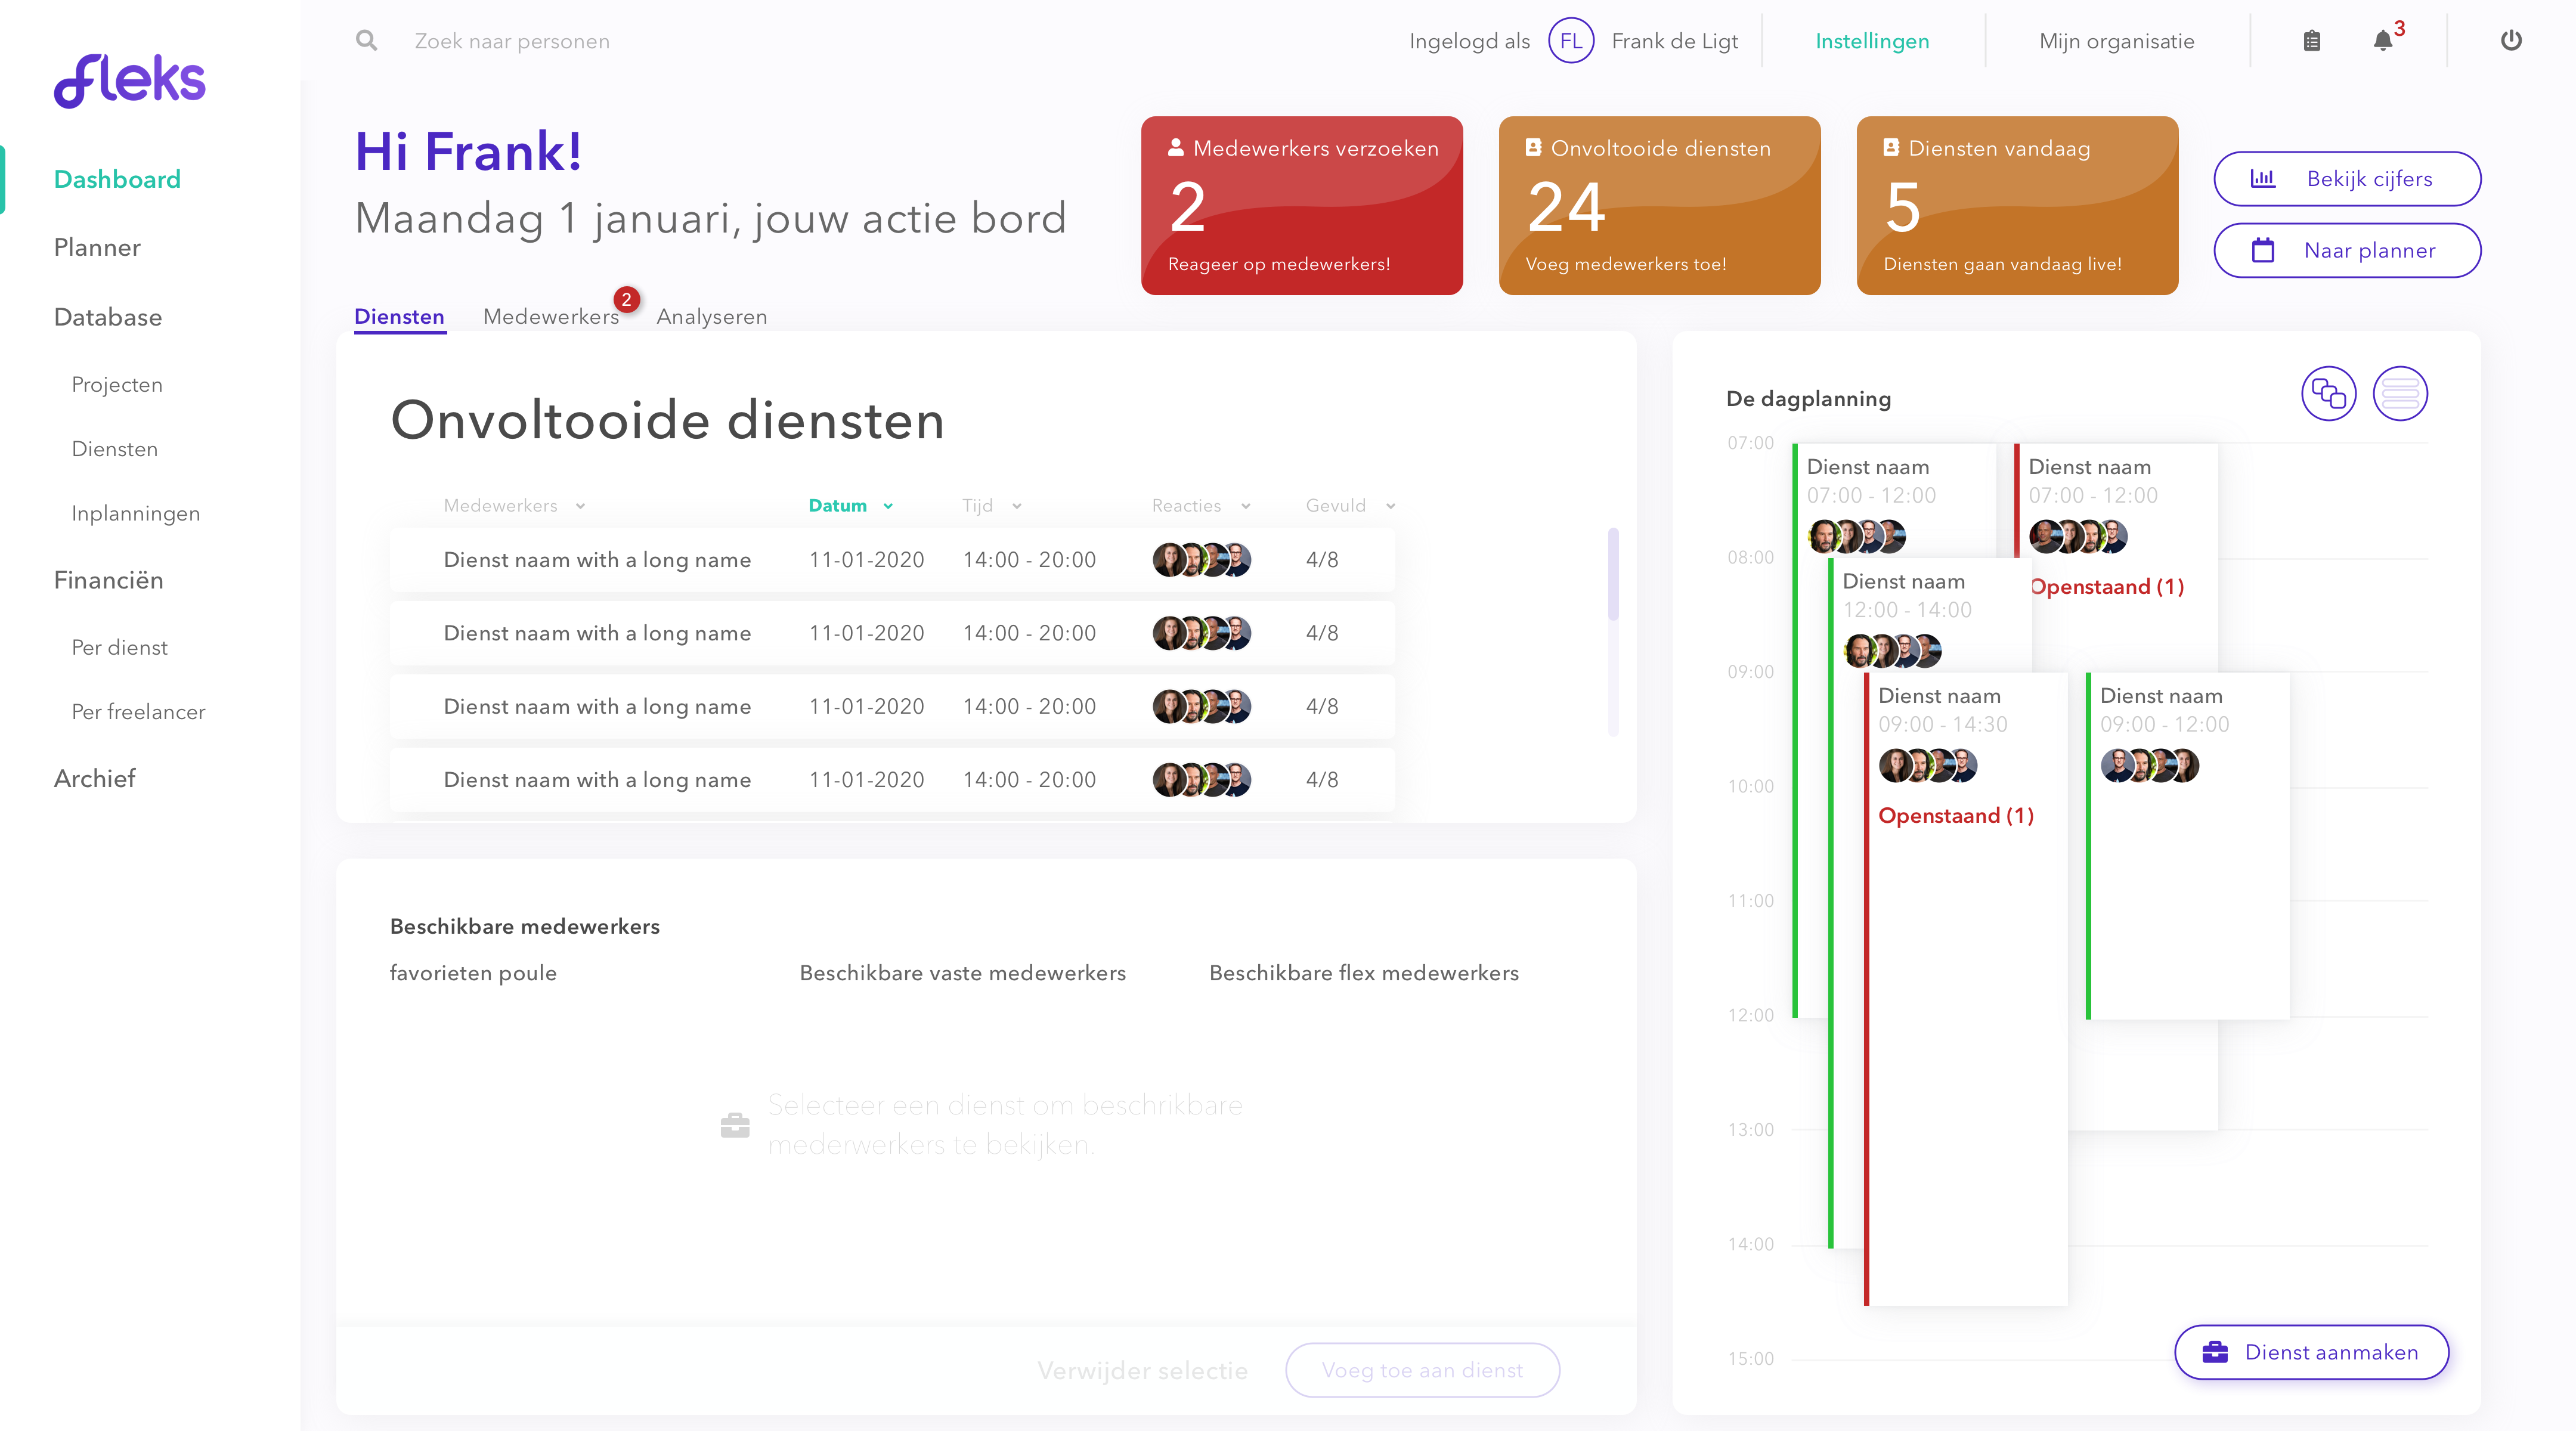 fleks
Dashboard
Planner
Database
Projecten
Diensten
Inplanningen
Financiën
Per dienst
Per freelancer
Archief
Zoek naar personen
Ingelogd als FL Frank de Ligt
Instellingen
Mijn organisatie
3
Hi Frank!
Maandag 1 januari, jouw actie bord
Medewerkers verzoeken
2
Reageer op medewerkers!
Onvoltooide diensten
24
Voeg medewerkers toe!
Diensten vandaag
5
Diensten gaan vandaag live!
Bekijk cijfers
Naar planner
Diensten Medewerkers 2 Analyseren
Onvoltooide diensten
Medewerkers Datum Tijd Reacties Gevuld
Dienst naam with a long name 11-01-2020 14:00 - 20:00 4/8
Dienst naam with a long name 11-01-2020 14:00 - 20:00 4/8
Dienst naam with a long name 11-01-2020 14:00 - 20:00 4/8
Dienst naam with a long name 11-01-2020 14:00 - 20:00 4/8
Beschikbare medewerkers
favorieten poule Beschikbare vaste medewerkers Beschikbare flex medewerkers
Selecteer een dienst om beschrikbare
mederwerkers te bekijken.
Verwijder selectie
Voeg toe aan dienst
De dagplanning
07:00
Dienst naam
07:00 - 12:00
Dienst naam
07:00 - 12:00
Openstaand (1)
08:00
Dienst naam
12:00 - 14:00
09:00
Dienst naam
09:00 - 14:30
Openstaand (1)
Dienst naam
09:00 - 12:00
10:00
11:00
12:00
13:00
14:00
15:00
Dienst aanmaken